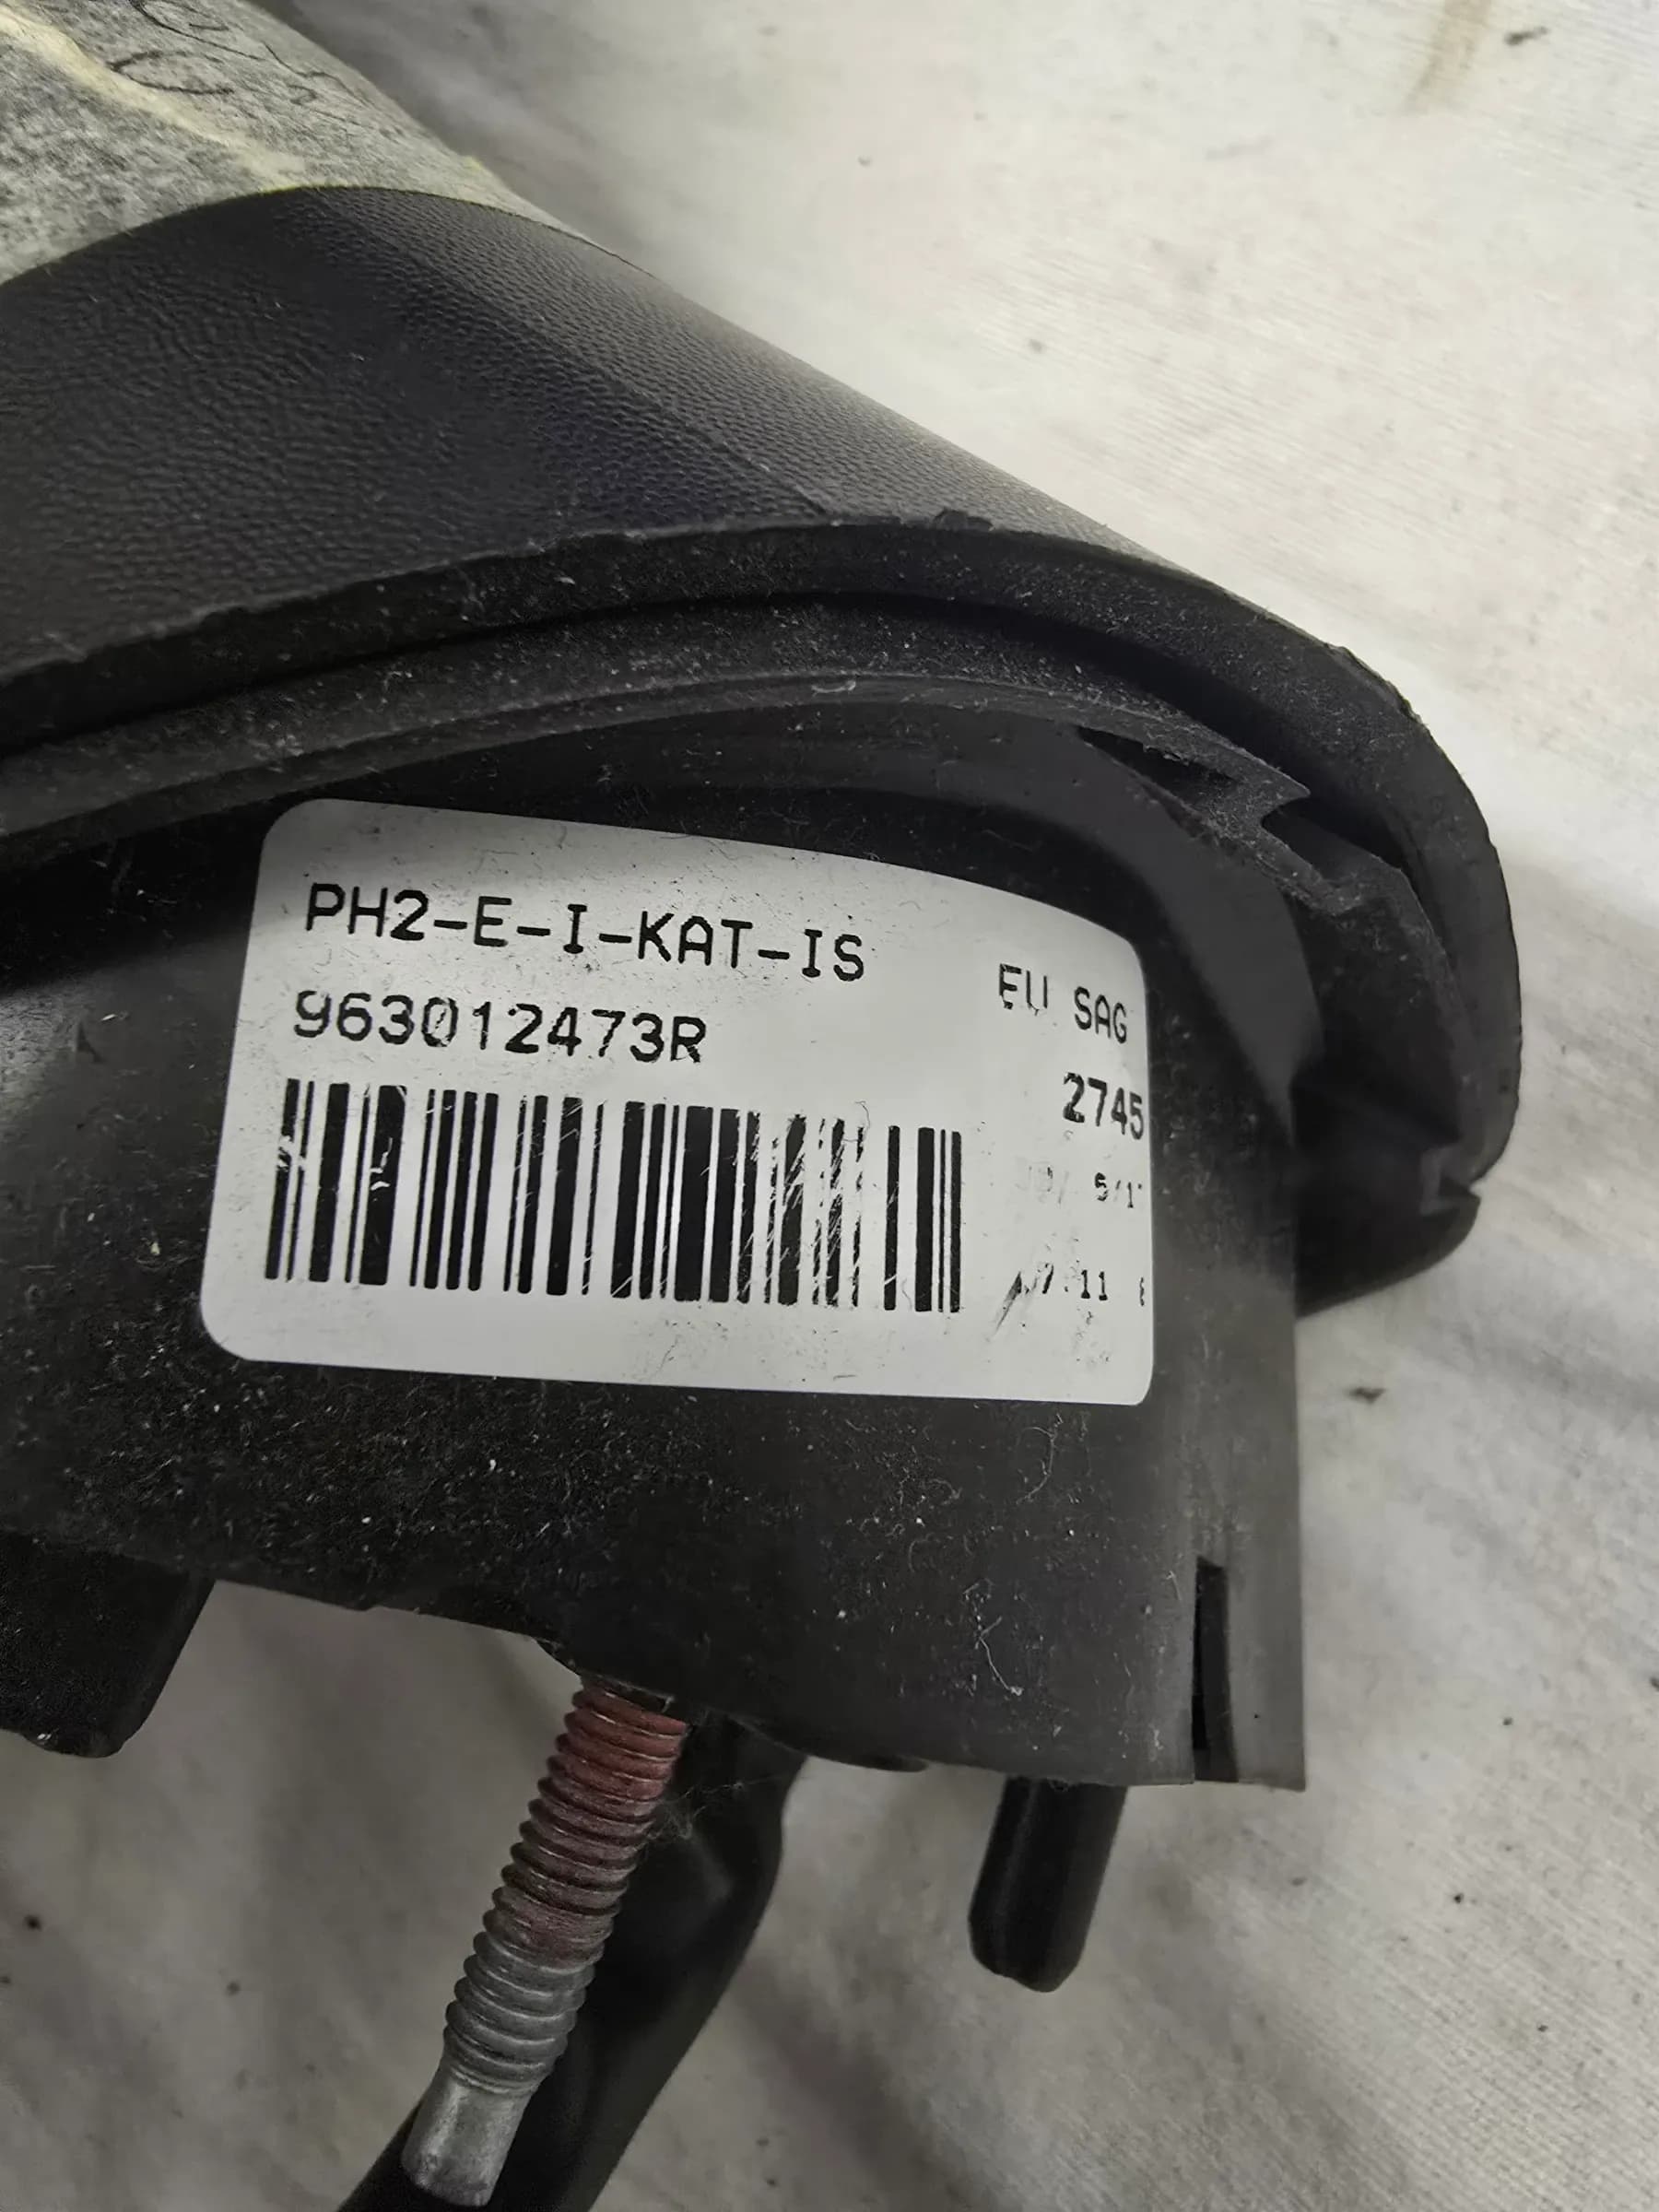 PH2-E-I-KAT-IS
EU SAG
963012473R
2745